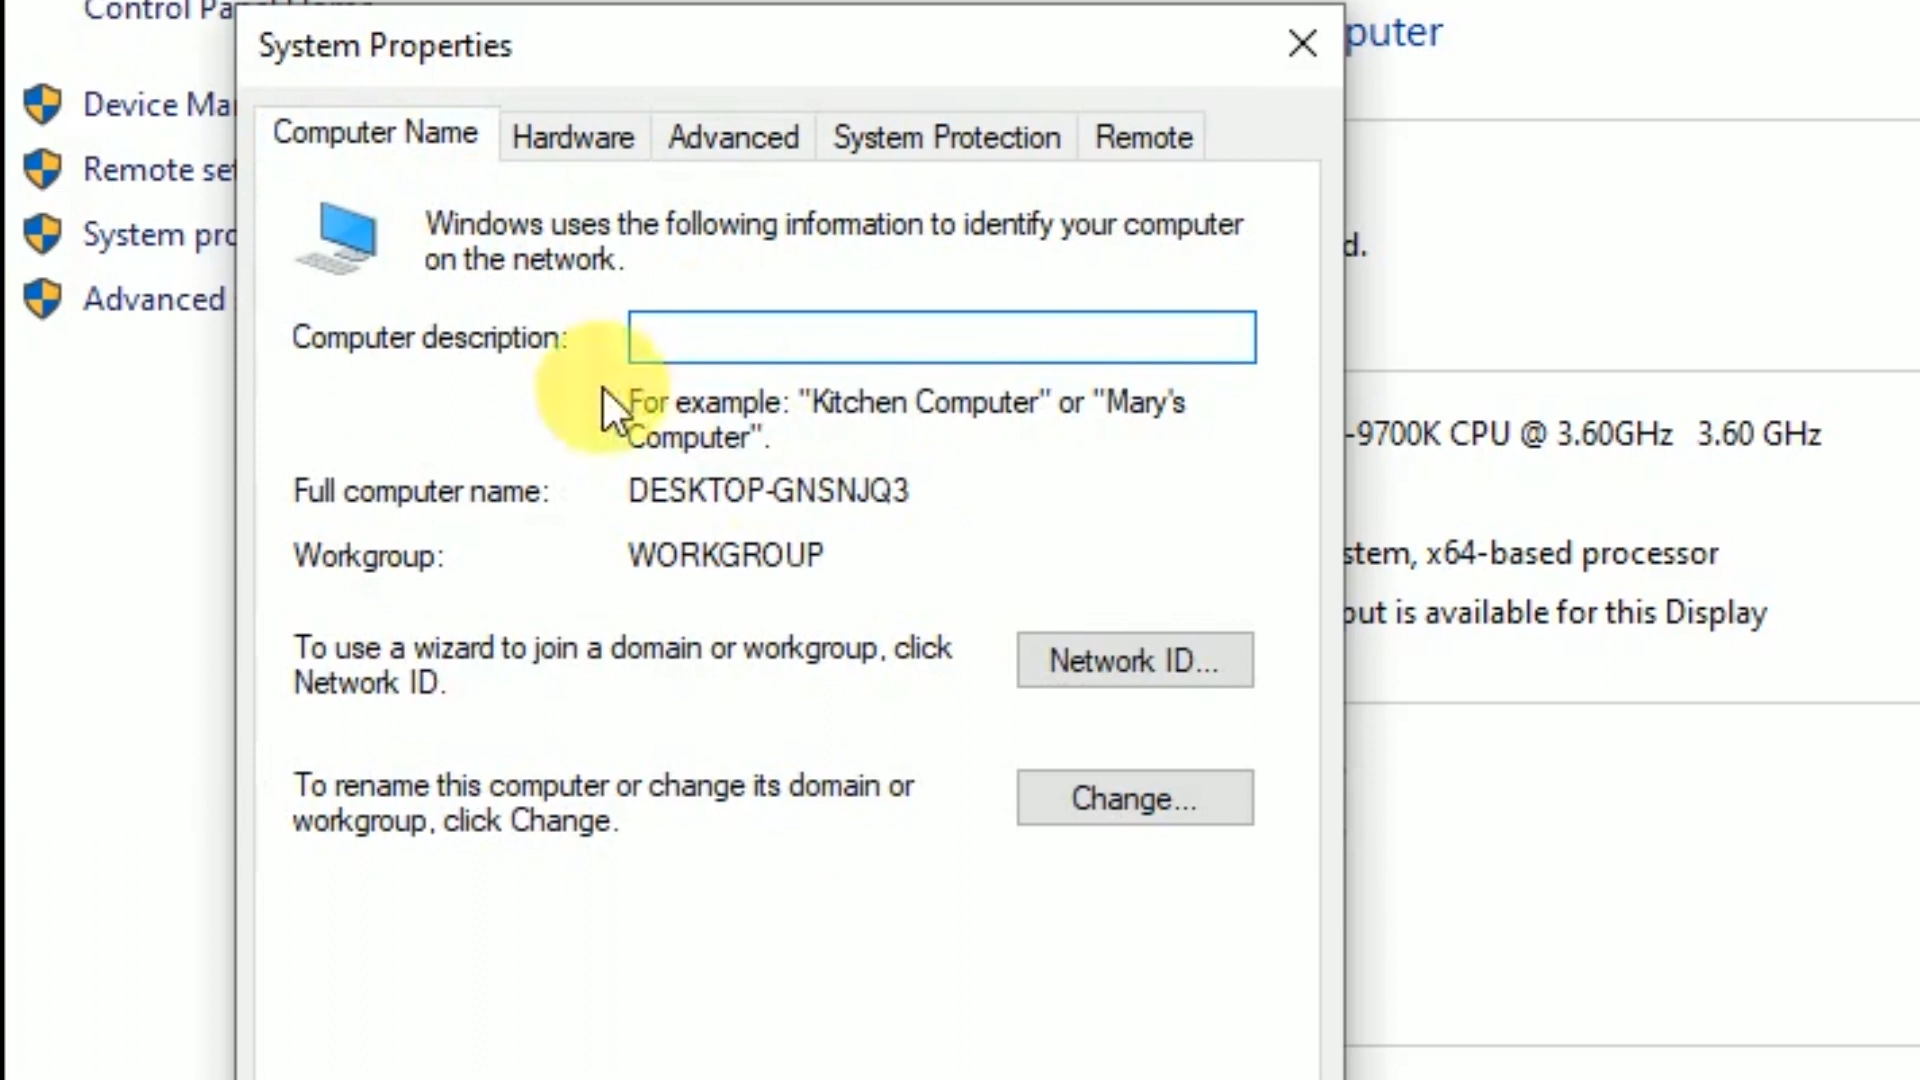 System Properties
puter
Device Ma
Remote se
System pro
Advanced
Computer Name
Hardware
Advanced
System Protection
Remote
Windows uses the following information to identify your computer
on the network.
Computer description:
For example: "Kitchen Computer" or "Mary's
Computer".
Full computer name:
DESKTOP-GNSNJQ3
Workgroup:
WORKGROUP
To use a wizard to join a domain or workgroup, click
Network ID.
Network ID...
To rename this computer or change its domain or
workgroup, click Change.
Change...
d.
-9700K CPU @ 3.60GHz 3.60 GHz
stem, x64-based processor
put is available for this Display